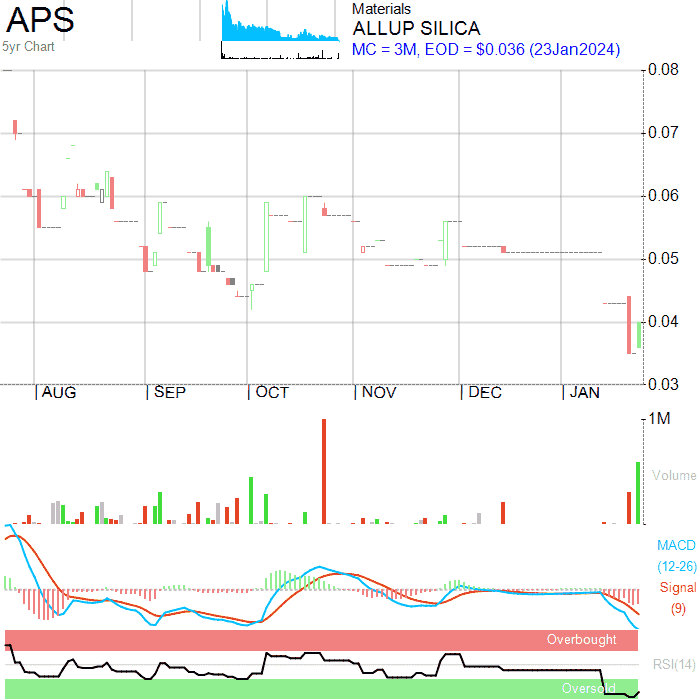 APS
5yr Chart
Materials
ALLUP SILICA
MC = 3M, EOD = $0.036 (23Jan2024)
0.08
0.07
0.06
0.05
0.04
0.03
AUG SEP OCT NOV DEC JAN
1M
Volume
MACD
(12-26)
Signal
(9)
Overbought
RSI(14)
Oversold